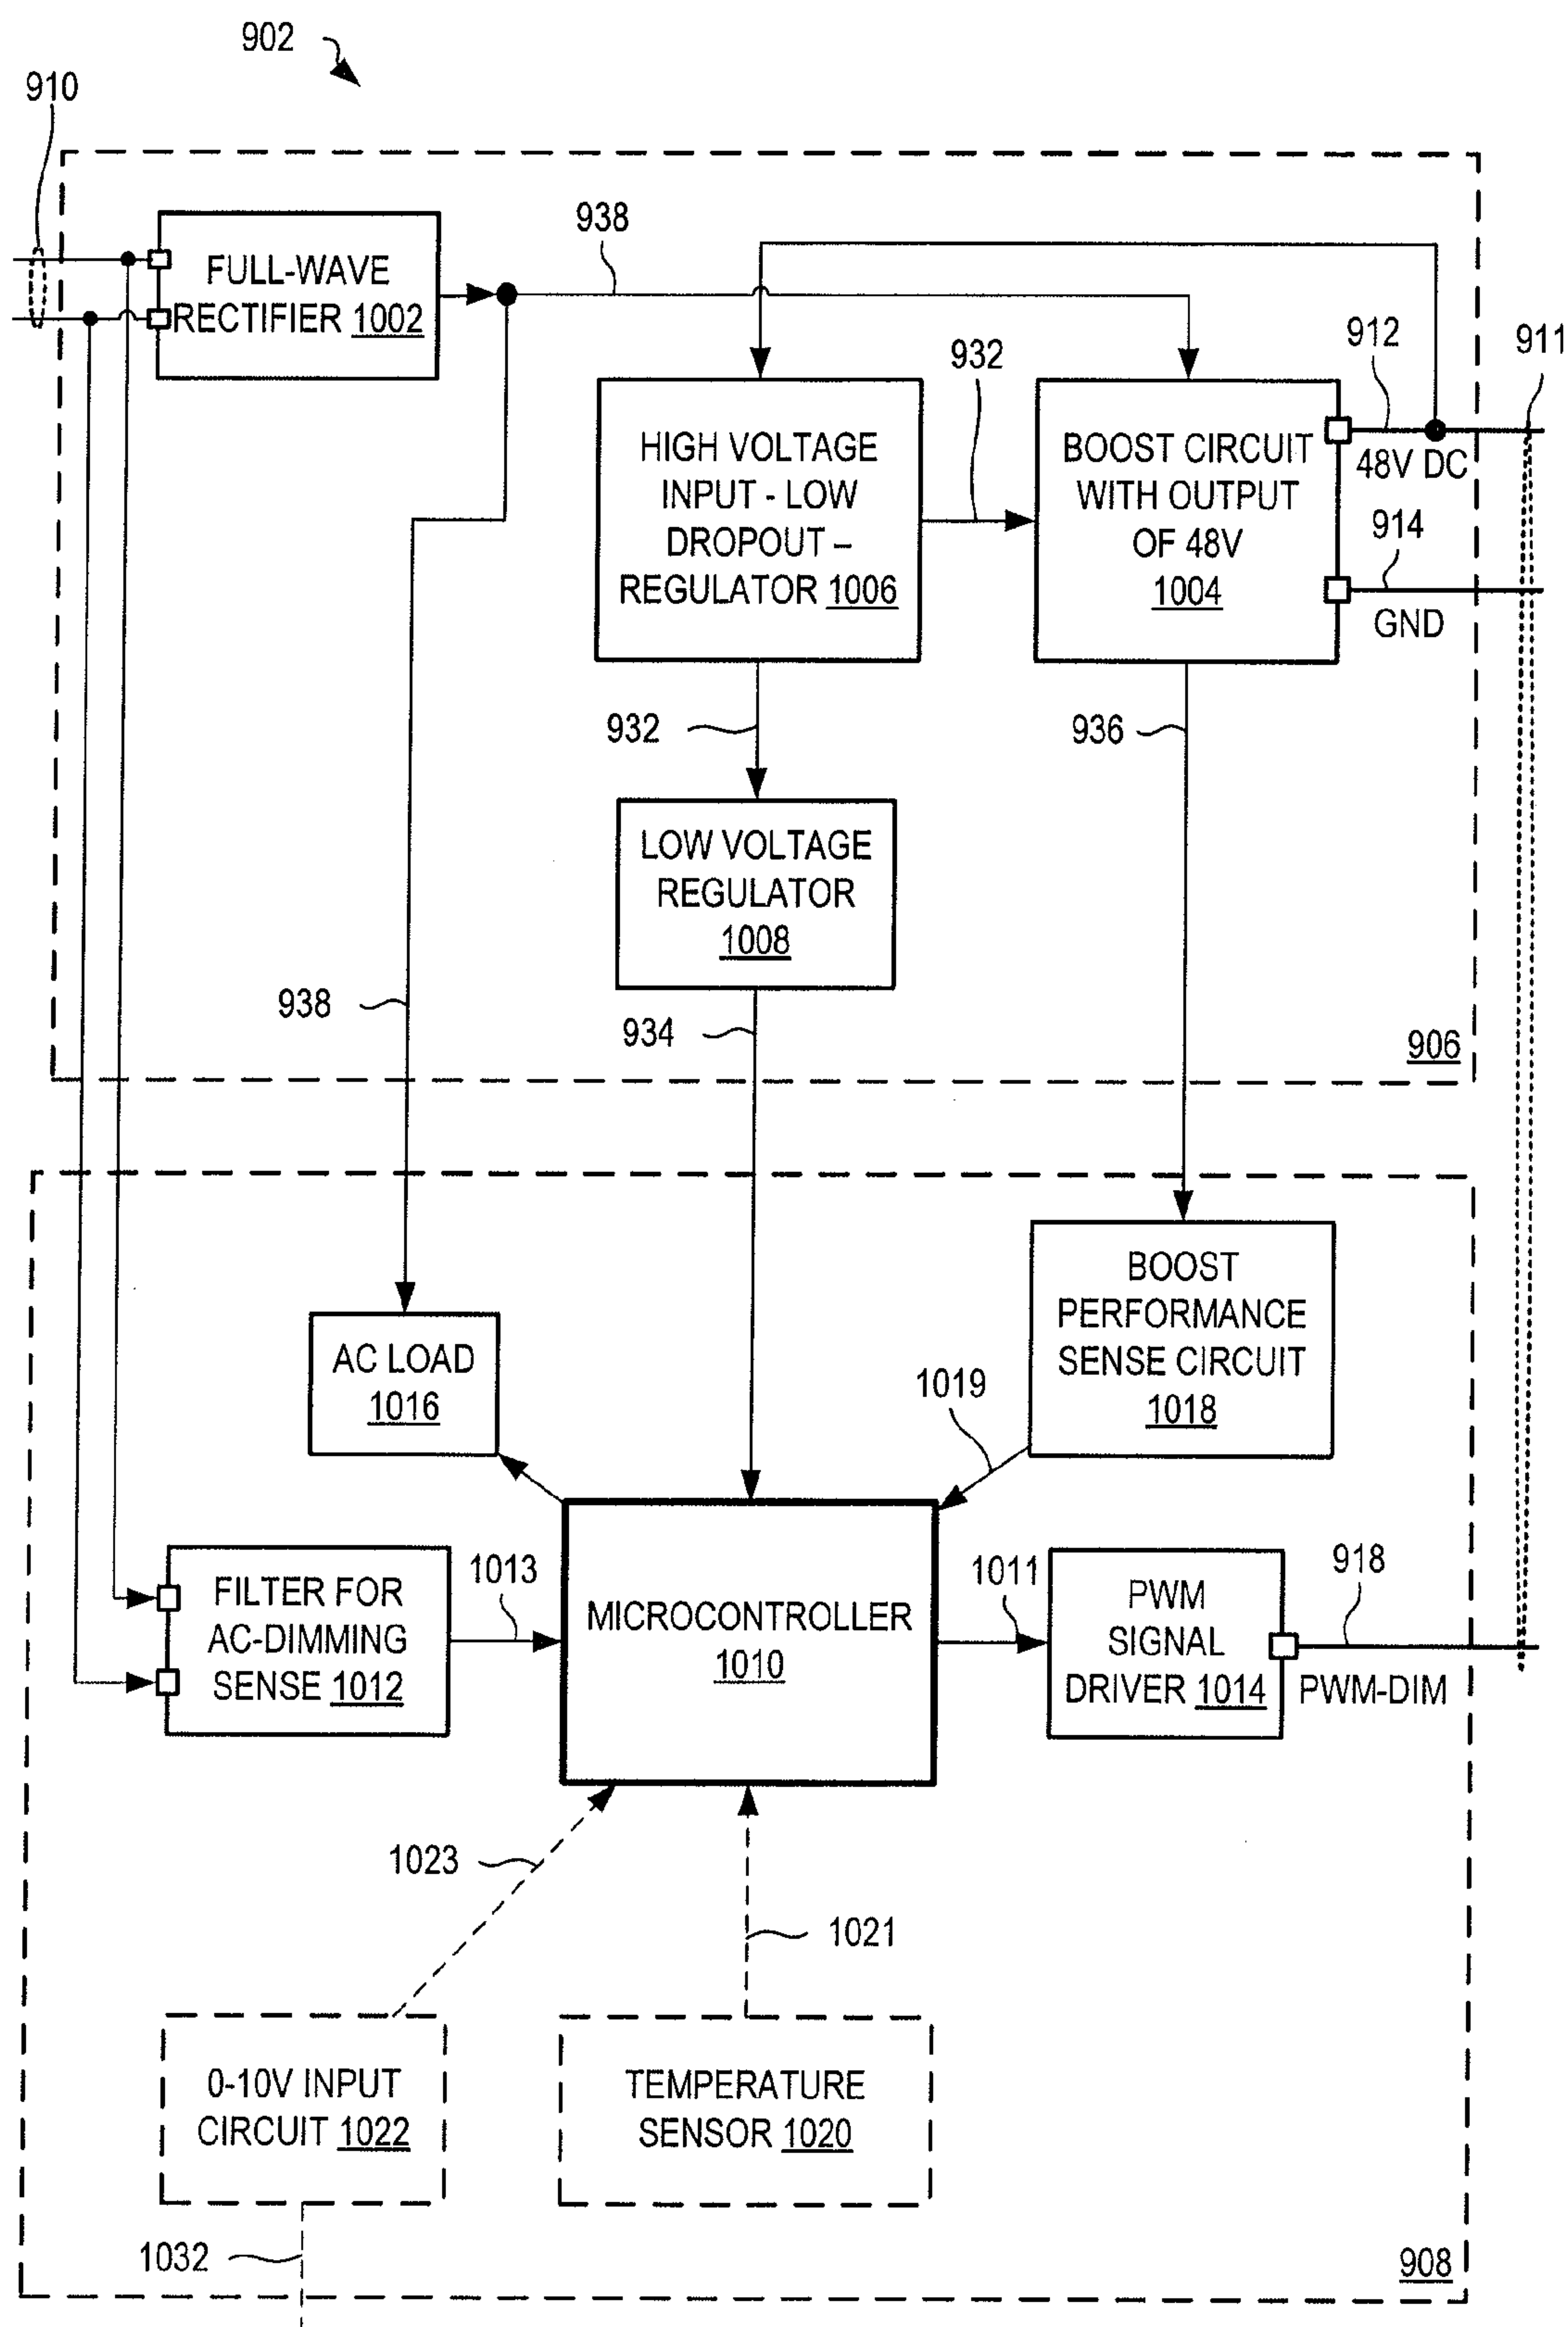 902
910
938
FULL-WAVE
RECTIFIER 1002
912
911
932
HIGH VOLTAGE
INPUT - LOW
DROPOUT –
REGULATOR 1006
BOOST CIRCUIT
WITH OUTPUT
OF 48V
1004
48V DC
914
GND
932
936
LOW VOLTAGE
REGULATOR
1008
938
934
906
BOOST
PERFORMANCE
SENSE CIRCUIT
1018
AC LOAD
1016
1019
FILTER FOR
AC-DIMMING
SENSE 1012
1013
MICROCONTROLLER
1010
1011
PWM
SIGNAL
DRIVER 1014
918
PWM-DIM
1023
1021
0-10V INPUT
CIRCUIT 1022
TEMPERATURE
SENSOR 1020
1032
908